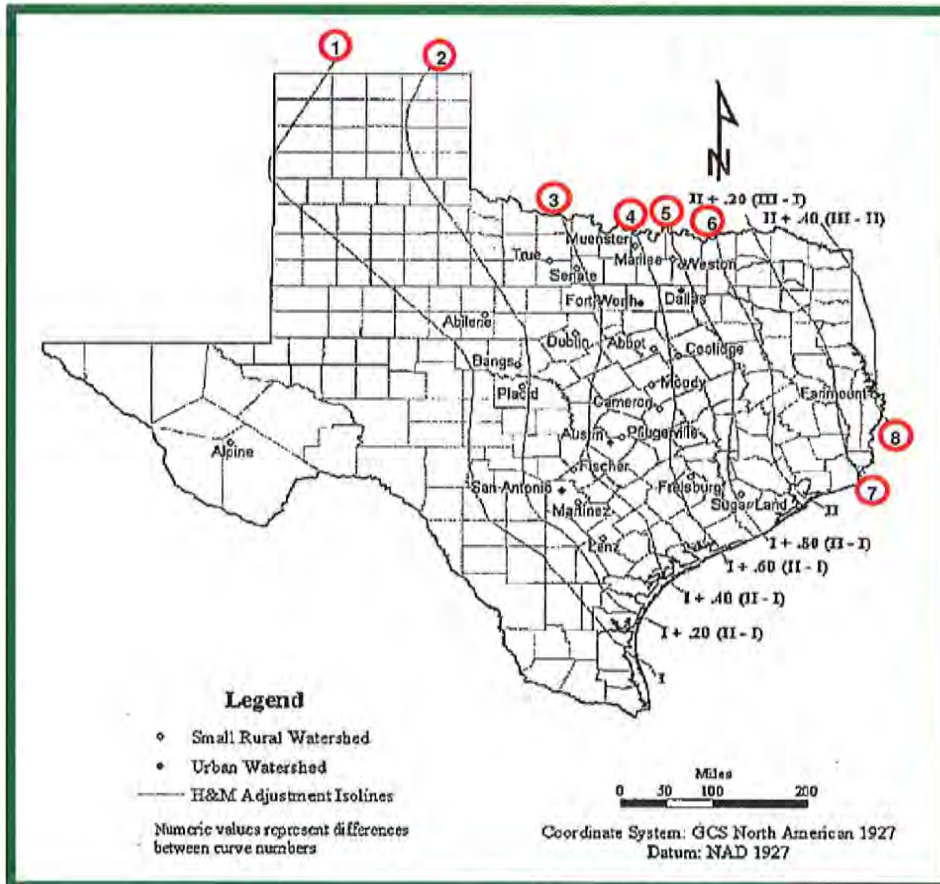 1
2
3
4
5
6
II + .20 (III - I)
II + .40 (III - II)
N
Muenster
True
Senate
Marilee
Weston
Fort Worth
Dallas
Abilene
Dublin
Abbot
Coolidge
Bangs
Moody
Placid
Cameron
Farimount
Austin
Pflugerville
8
Alpine
Fischer
San Antonio
Freisburg
7
Martinez
Sugar Land
II
Lenz
I + .80 (II - I)
I + .60 (II - I)
I + .40 (II - I)
I + .20 (II - I)
I
Legend
Small Rural Watershed
Urban Watershed
H&M Adjustment Isolines
Numeric values represent differences
between curve numbers
Miles
0 50 100 200
Coordinate System: GCS North American 1927
Datum: NAD 1927